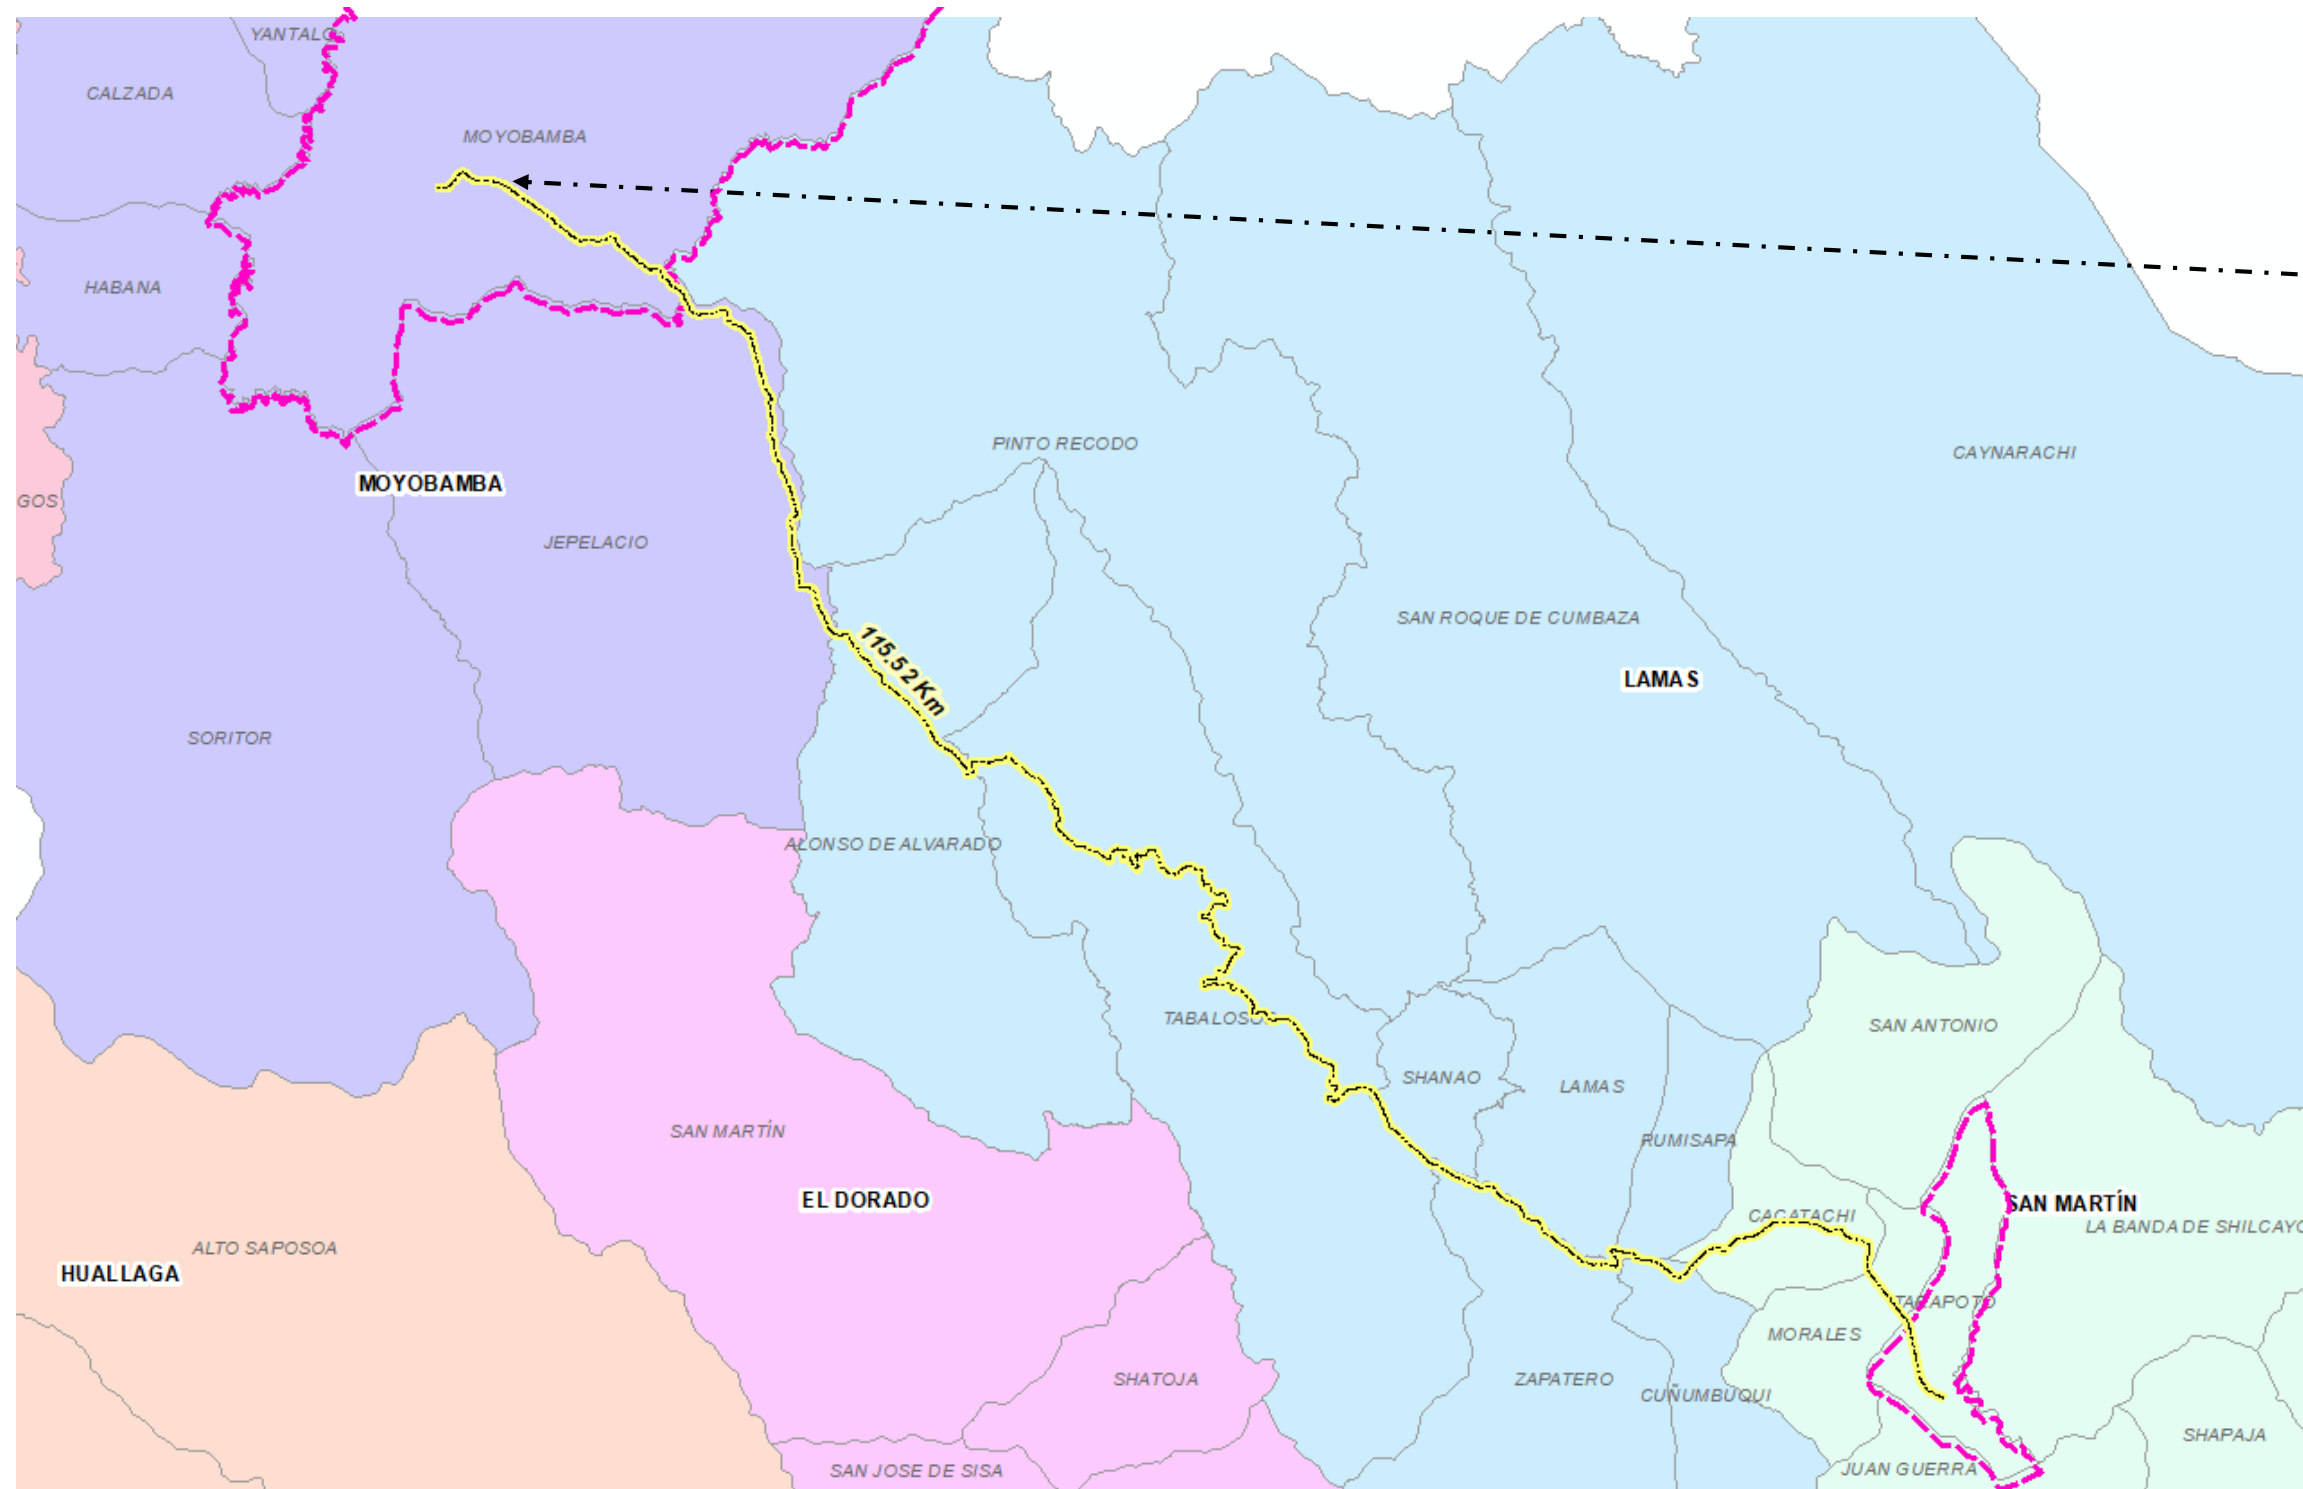 YANTALO
CALZADA
MOYOBAMBA
HABANA
PINTO RECODO
CAYNARACHI
MOYOBAMBA
GOS
JEPELACIO
SAN ROQUE DE CUMBAZA
115.52 Km
LAMAS
SORITOR
ALONSO DE ALVARADO
TABALOSOS
SAN ANTONIO
SHANAO
LAMAS
SAN MARTÍN
RUMISAPA
EL DORADO
SAN MARTÍN
CACATACHI
LA BANDA DE SHILCAYO
ALTO SAPOSOA
HUALLAGA
TARAPOTO
MORALES
SHATOJA
ZAPATERO
CUÑUMBUQUI
SHAPAJA
SAN JOSE DE SISA
JUAN GUERRA